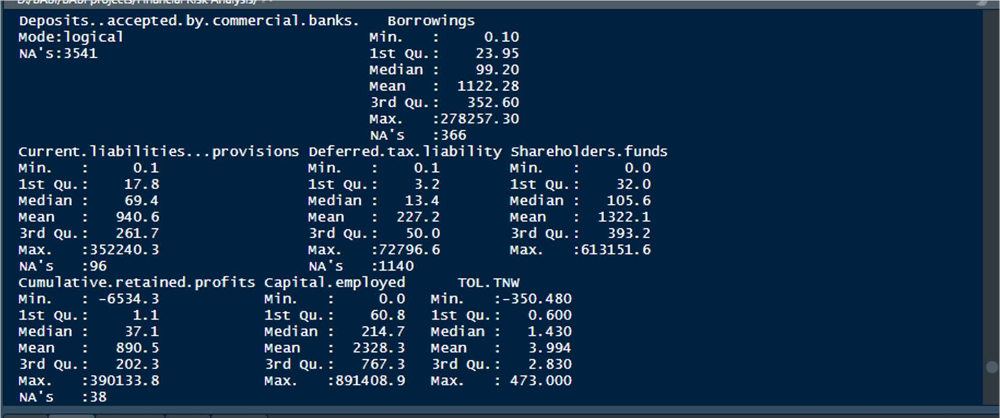 D:/BABI/BABI projects/Financial Risk Analysis/
Deposits..accepted.by.commercial.banks.   Borrowings
Mode:logical                           Min.   :     0.10
NA's:3541                              1st Qu.:    23.95
                                       Median :    99.20
                                       Mean   :  1122.28
                                       3rd Qu.:   352.60
                                       Max.   :278257.30
                                       NA's   :366
Current.liabilities...provisions Deferred.tax.liability Shareholders.funds
Min.   :     0.1                 Min.   :    0.1        Min.   :     0.0
1st Qu.:    17.8                 1st Qu.:    3.2        1st Qu.:    32.0
Median :    69.4                 Median :   13.4        Median :   105.6
Mean   :   940.6                 Mean   :  227.2        Mean   :  1322.1
3rd Qu.:   261.7                 3rd Qu.:   50.0        3rd Qu.:   393.2
Max.   :352240.3                 Max.   :72796.6        Max.   :613151.6
NA's   :96                       NA's   :1140
Cumulative.retained.profits Capital.employed      TOL.TNW
Min.   : -6534.3            Min.   :     0.0   Min.   :-350.480
1st Qu.:     1.1            1st Qu.:    60.8   1st Qu.:   0.600
Median :    37.1            Median :   214.7   Median :   1.430
Mean   :   890.5            Mean   :  2328.3   Mean   :   3.994
3rd Qu.:   202.3            3rd Qu.:   767.3   3rd Qu.:   2.830
Max.   :390133.8            Max.   :891408.9   Max.   : 473.000
NA's   :38